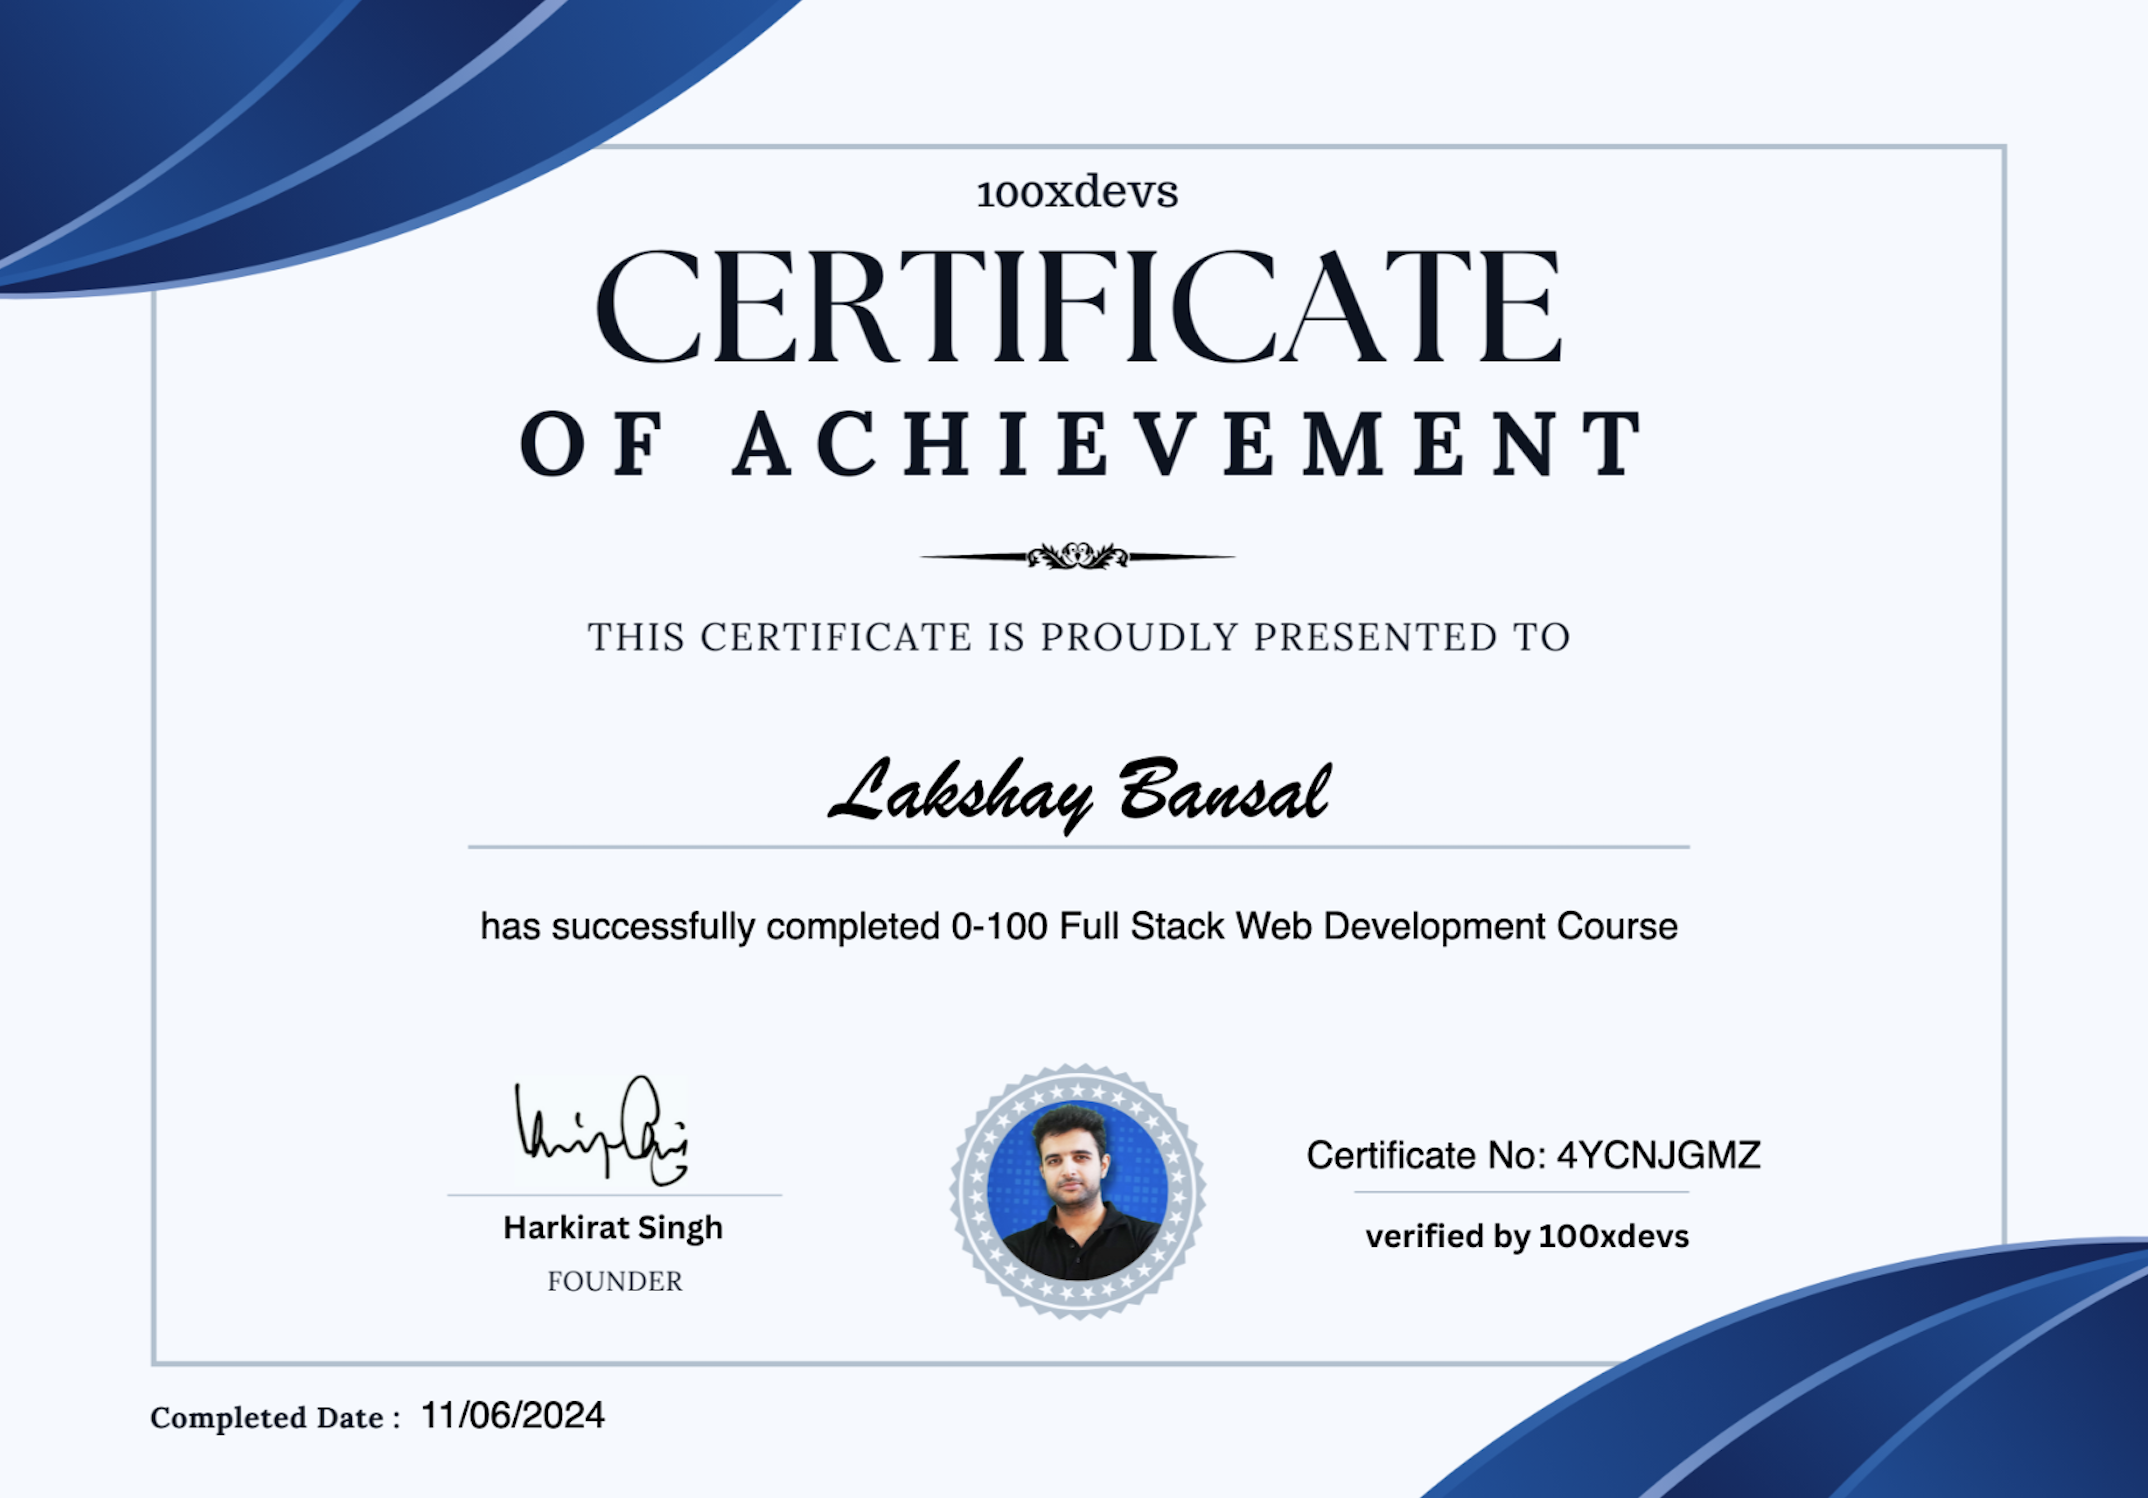 100xdevs
CERTIFICATE
OF ACHIEVEMENT
THIS CERTIFICATE IS PROUDLY PRESENTED TO
Lakshay Bansal
has successfully completed 0-100 Full Stack Web Development Course
Harkirat Singh
FOUNDER
Certificate No: 4YCNJGMZ
verified by 100xdevs
Completed Date : 11/06/2024